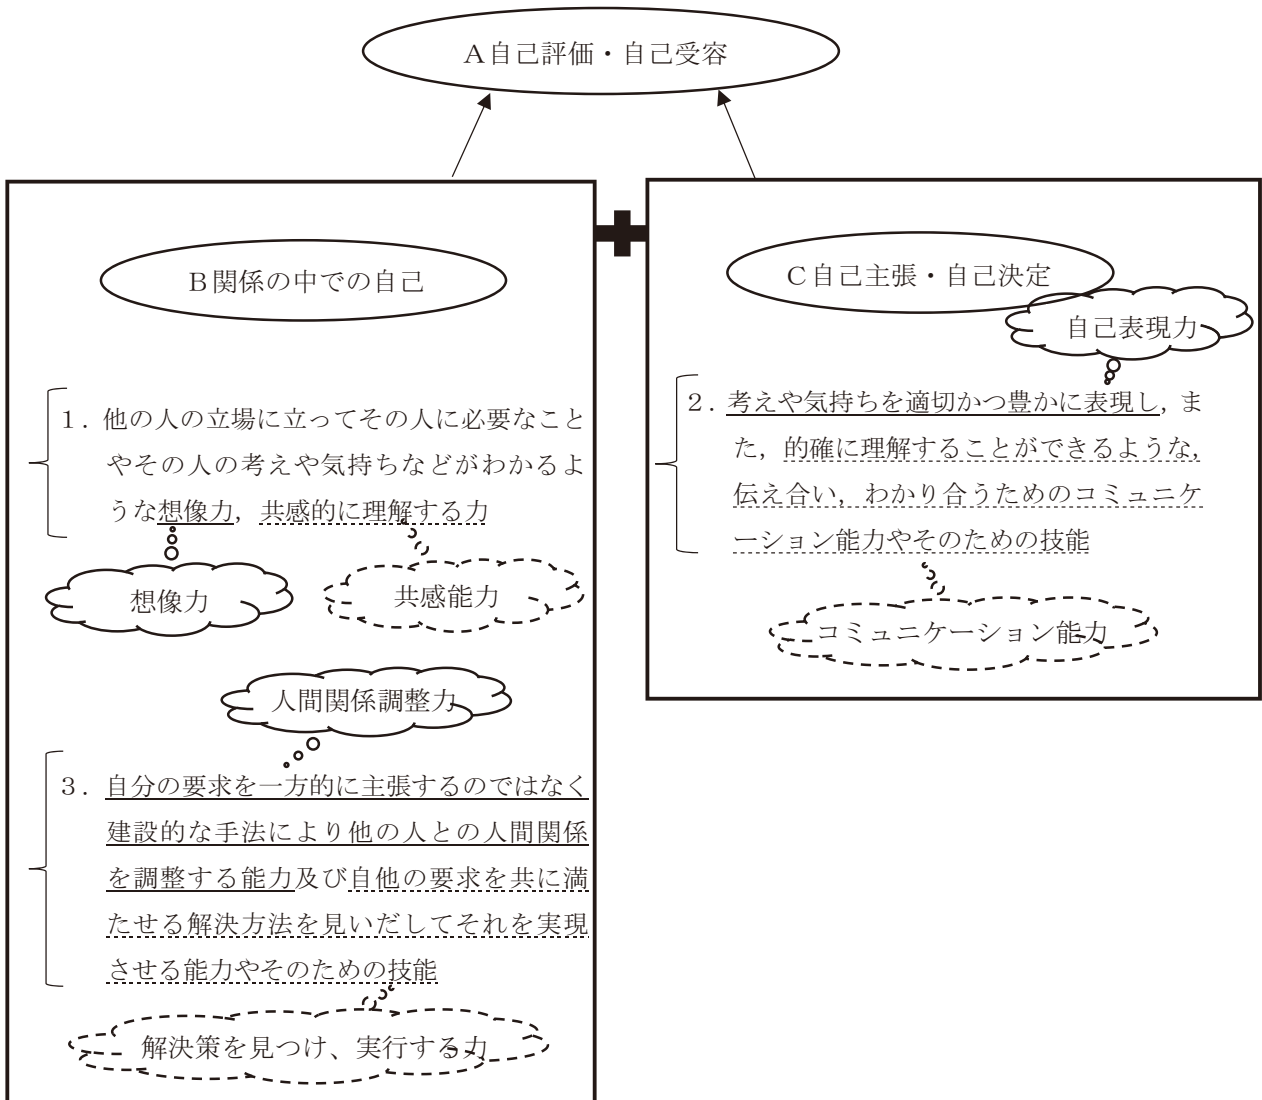 A自己評価・自己受容
B関係の中での自己
1．他の人の立場に立ってその人に必要なこと
やその人の考えや気持ちなどがわかるよ
うな想像力，共感的に理解する力
想像力
共感能力
人間関係調整力
3．自分の要求を一方的に主張するのではなく
建設的な手法により他の人との人間関係
を調整する能力及び自他の要求を共に満
たせる解決方法を見いだしてそれを実現
させる能力やそのための技能
解決策を見つけ、実行する力
C自己主張・自己決定
自己表現力
2．考えや気持ちを適切かつ豊かに表現し，ま
た，的確に理解することができるような，
伝え合い，わかり合うためのコミュニケ
ーション能力やそのための技能
コミュニケーション能力